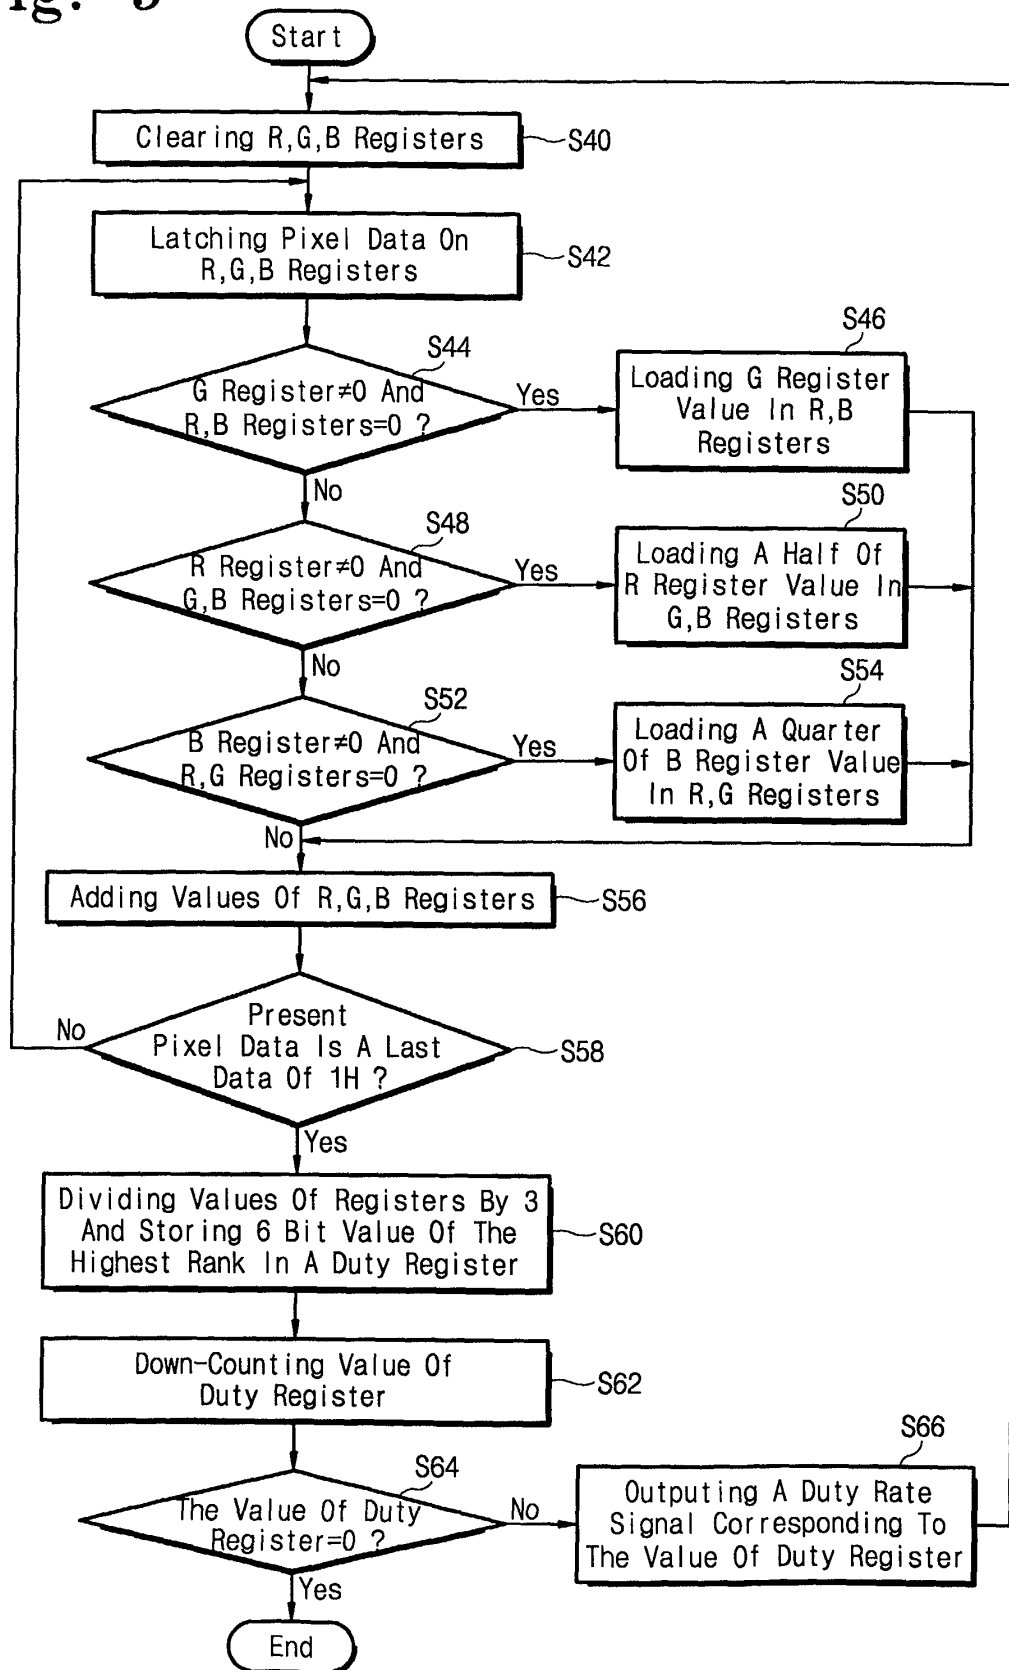 Start
Clearing R,G,B Registers
S40
Latching Pixel Data On
R,G,B Registers
S42
S44
G Register≠0 And
R,B Registers=0 ?
Yes
No
S46
Loading G Register
Value In R,B
Registers
S48
R Register≠0 And
G,B Registers=0 ?
Yes
No
S50
Loading A Half Of
R Register Value In
G,B Registers
S52
B Register≠0 And
R,G Registers=0 ?
Yes
No
S54
Loading A Quarter
Of B Register Value
In R,G Registers
Adding Values Of R,G,B Registers
S56
Present
Pixel Data Is A Last
Data Of 1H ?
No
S58
Yes
Dividing Values Of Registers By 3
And Storing 6 Bit Value Of The
Highest Rank In A Duty Register
S60
Down-Counting Value Of
Duty Register
S62
S64
The Value Of Duty
Register=0 ?
No
Yes
S66
Outputing A Duty Rate
Signal Corresponding To
The Value Of Duty Register
End